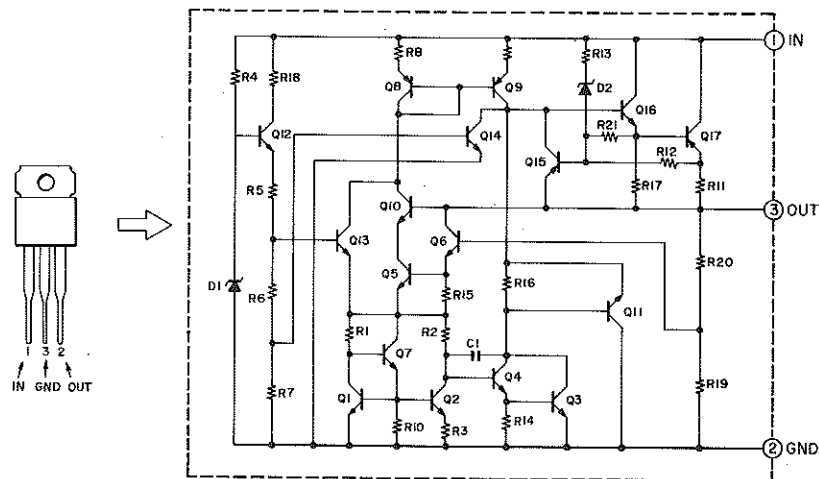 R4
R18
R8
R13
1 IN
Q8
Q9
D2
Q16
Q12
Q14
R21
Q17
Q15
R12
R5
R17
R11
Q10
3 OUT
Q13
Q6
Q5
R20
D1
R6
R16
R15
Q11
R1
R2
Q7
C1
R7
Q4
R19
Q1
Q2
Q3
R10
R3
R14
2 GND
1 3 2
IN GND OUT